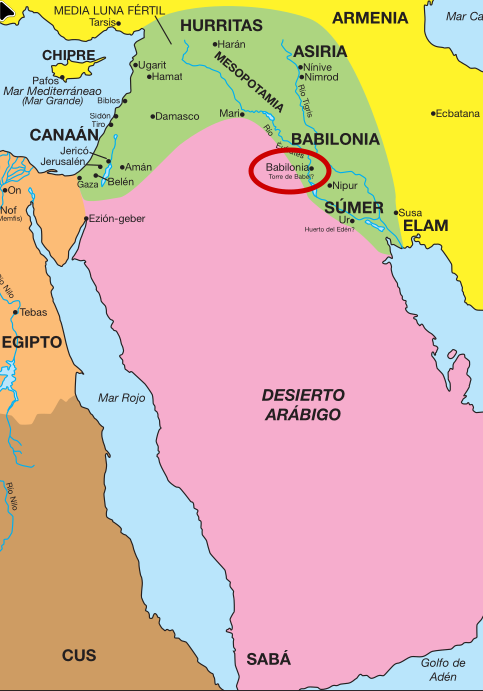 MEDIA LUNA FÉRTIL
Tarsis
HURRITAS
ARMENIA
Mar Ca
Harán
ASIRIA
CHIPRE
Ugarit
Hamat
MESOPOTAMIA
Nínive
Nimrod
Pafos
Mar Mediterráneo
(Mar Grande)
Biblos
Río Tigris
Sidón
Tiro
Damasco
Mari
Ecbatana
CANAÁN
Río
BABILONIA
Jericó
Jerusalén
Amán
Babilonia
Torre de Babel?
Gaza
Belén
Nipur
On
Nof
Menfis)
SÚMER
Susa
Ezión-geber
Ur
ELAM
Huerto del Edén?
ío Nilo
Tebas
EGIPTO
Mar Rojo
DESIERTO
ARÁBIGO
Río Nilo
CUS
SABÁ
Golfo de
Adén